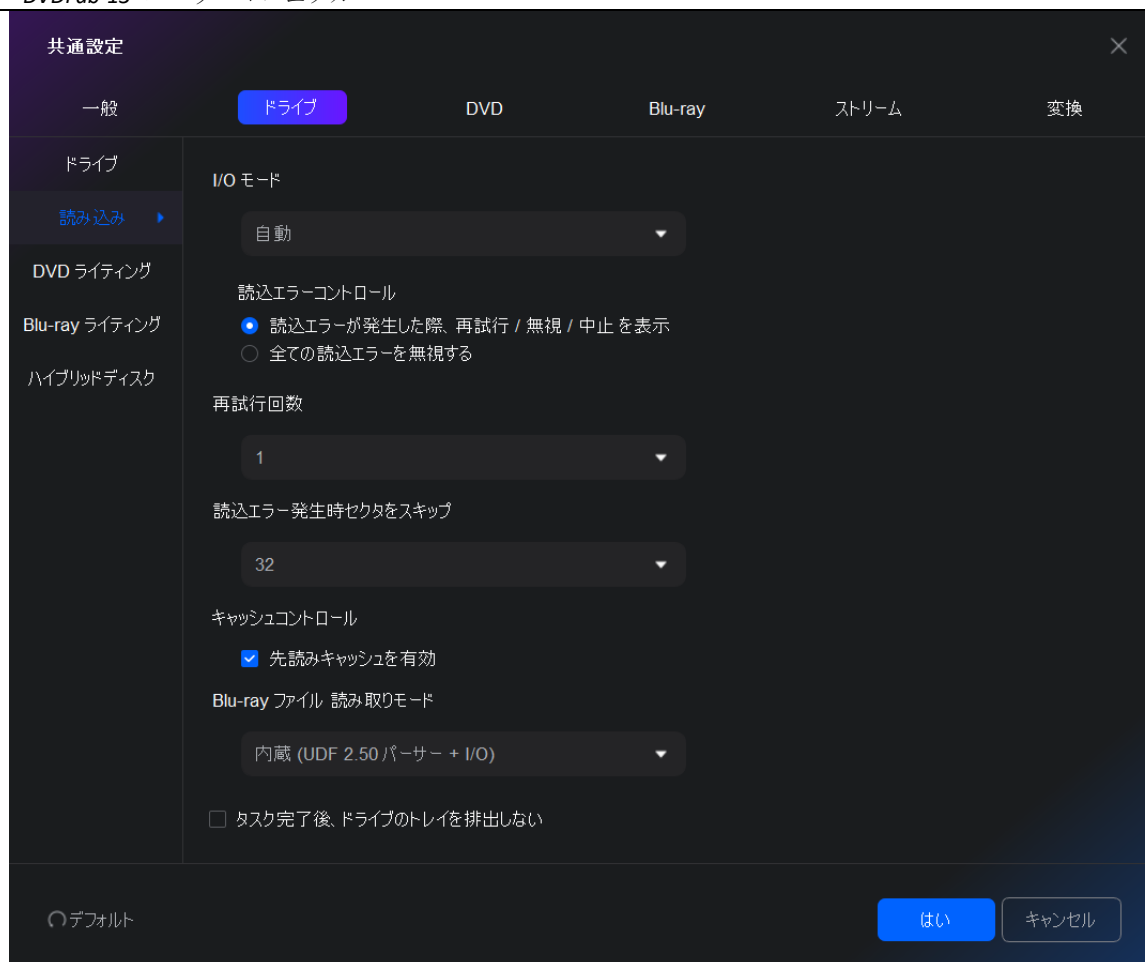 共通設定
一般 ドライブ DVD Blu-ray ストリーム 変換
ドライブ
読み込み
DVD ライティング
Blu-ray ライティング
ハイブリッドディスク
I/O モード
自動
読込エラーコントロール
読込エラーが発生した際、再試行 / 無視 / 中止 を表示
全ての読込エラーを無視する
再試行回数
1
読込エラー発生時セクタをスキップ
32
キャッシュコントロール
先読みキャッシュを有効
Blu-ray ファイル 読み取りモード
内蔵 (UDF 2.50 パーサー + I/O)
タスク完了後、ドライブのトレイを排出しない
デフォルト
はい キャンセル